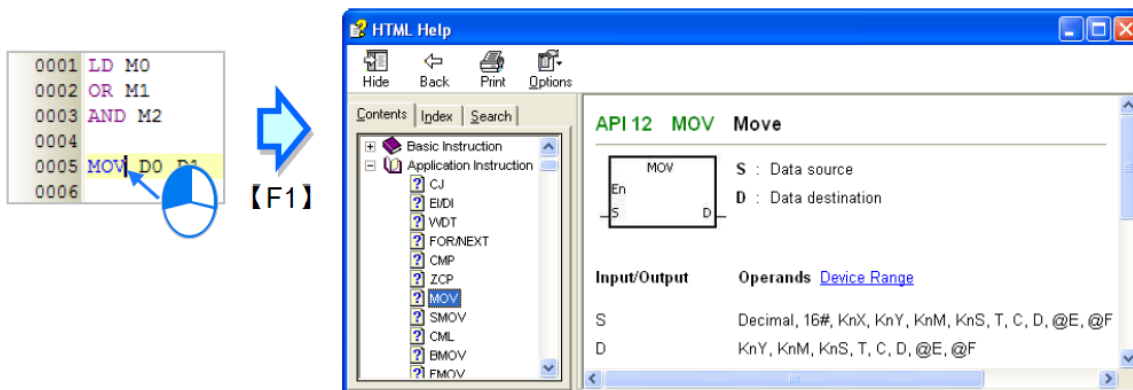 0001 LD M0
0002 OR M1
0003 AND M2
0004
0005 MOV D0 D1
0006
【F1】
HTML Help
Hide Back Print Options
Contents Index Search
Basic Instruction
Application Instruction
CJ
EI/DI
WDT
FOR/NEXT
CMP
ZCP
MOV
SMOV
CML
BMOV
FMOV
API 12 MOV Move
MOV
En
S D
S : Data source
D : Data destination
Input/Output Operands Device Range
S Decimal, 16#, KnX, KnY, KnM, KnS, T, C, D, @E, @F
D KnY, KnM, KnS, T, C, D, @E, @F